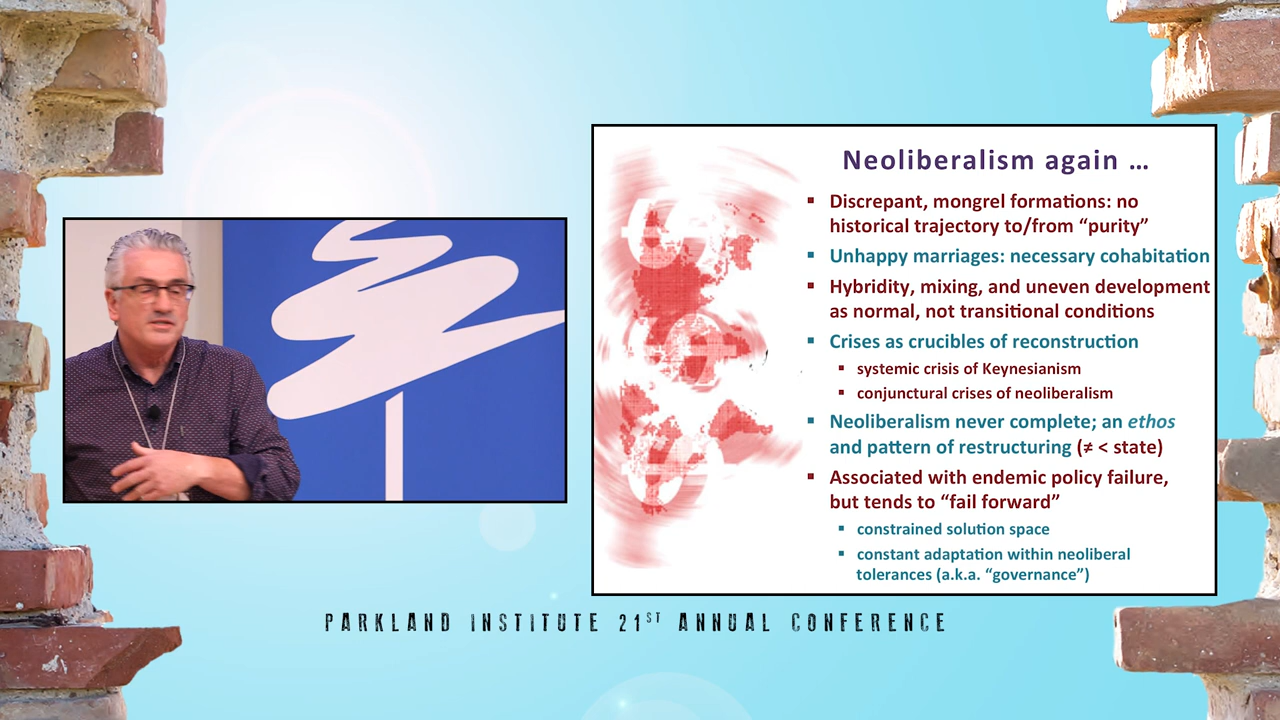 Neoliberalism again …
▪ Discrepant, mongrel formations: no
historical trajectory to/from “purity”
▪ Unhappy marriages: necessary cohabitation
▪ Hybridity, mixing, and uneven development
as normal, not transitional conditions
▪ Crises as crucibles of reconstruction
▪ systemic crisis of Keynesianism
▪ conjunctural crises of neoliberalism
▪ Neoliberalism never complete; an ethos
and pattern of restructuring (≠ < state)
▪ Associated with endemic policy failure,
but tends to “fail forward”
▪ constrained solution space
▪ constant adaptation within neoliberal
tolerances (a.k.a. “governance”)
PARKLAND INSTITUTE 21ST ANNUAL CONFERENCE